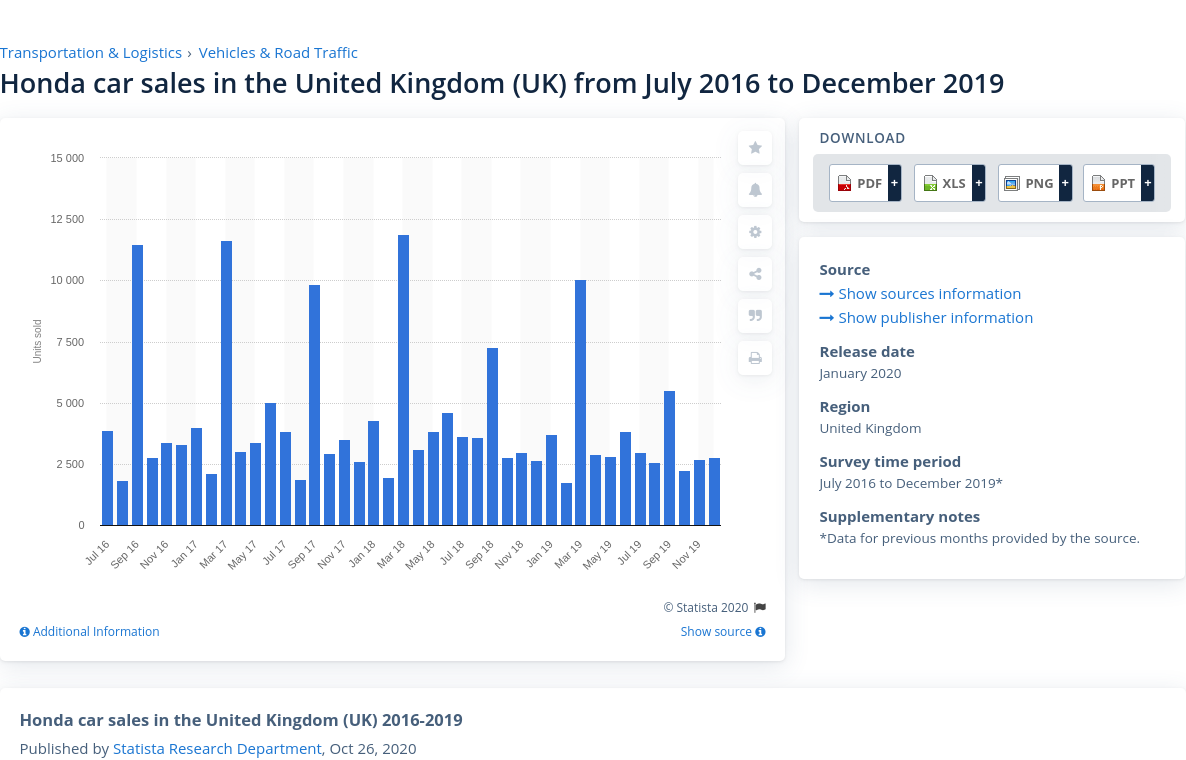 Transportation & Logistics › Vehicles & Road Traffic
Honda car sales in the United Kingdom (UK) from July 2016 to December 2019
15 000
12 500
10 000
7 500
5 000
2 500
0
Units sold
Jul 16
Sep 16
Nov 16
Jan 17
Mar 17
May 17
Jul 17
Sep 17
Nov 17
Jan 18
Mar 18
May 18
Jul 18
Sep 18
Nov 18
Jan 19
Mar 19
May 19
Jul 19
Sep 19
Nov 19
© Statista 2020
Additional Information
Show source
DOWNLOAD
PDF + XLS + PNG + PPT +
Source
Show sources information
Show publisher information
Release date
January 2020
Region
United Kingdom
Survey time period
July 2016 to December 2019*
Supplementary notes
*Data for previous months provided by the source.
Honda car sales in the United Kingdom (UK) 2016-2019
Published by Statista Research Department, Oct 26, 2020